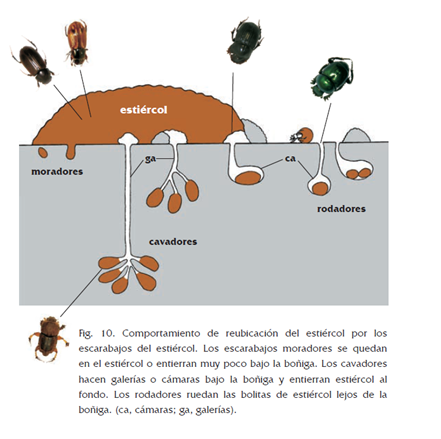 estiércol
ga
ca
moradores
rodadores
cavadores
Fig. 10. Comportamiento de reubicación del estiércol por los
escarabajos del estiércol. Los escarabajos moradores se quedan
en el estiércol o entierran muy poco bajo la boñiga. Los cavadores
hacen galerías o cámaras bajo la boñiga y entierran estiércol al
fondo. Los rodadores ruedan las bolitas de estiércol lejos de la
boñiga. (ca, cámaras; ga, galerías).